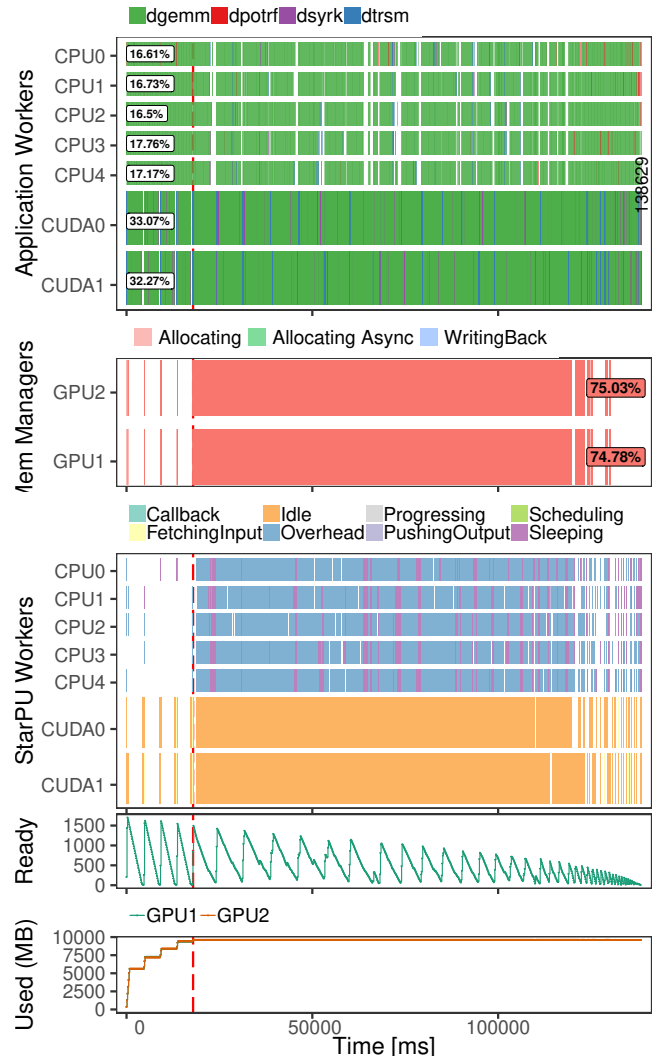 dgemm dpotrf dsyrk dtrsm
Application Workers
CPU0
16.61%
CPU1
16.73%
CPU2
16.5%
CPU3
17.76%
CPU4
17.17%
CUDA0
33.07%
CUDA1
32.27%
138629
Allocating Allocating Async WritingBack
Mem Managers
GPU2
75.03%
GPU1
74.78%
Callback Idle Progressing Scheduling
FetchingInput Overhead PushingOutput Sleeping
StarPU Workers
CPU0
CPU1
CPU2
CPU3
CPU4
CUDA0
CUDA1
Ready
1500
1000
500
0
GPU1 GPU2
Used (MB)
10000
7500
5000
2500
0
0 50000 100000
Time [ms]